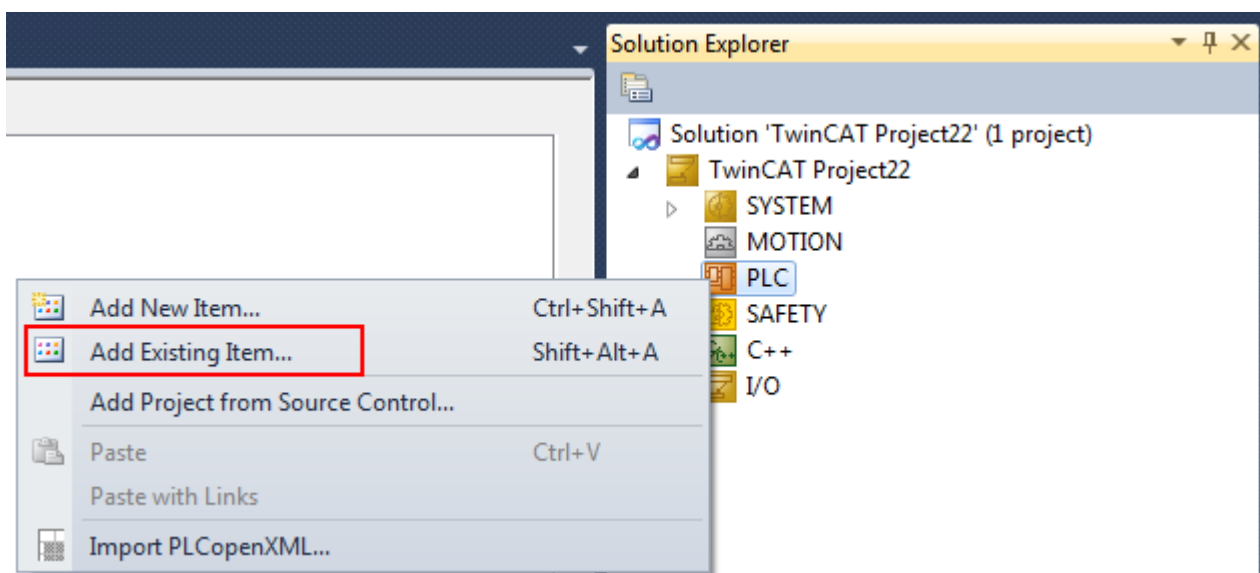 Solution Explorer
Solution 'TwinCAT Project22' (1 project)
TwinCAT Project22
SYSTEM
MOTION
PLC
SAFETY
C++
I/O
Add New Item... Ctrl+Shift+A
Add Existing Item... Shift+Alt+A
Add Project from Source Control...
Paste Ctrl+V
Paste with Links
Import PLCopenXML...